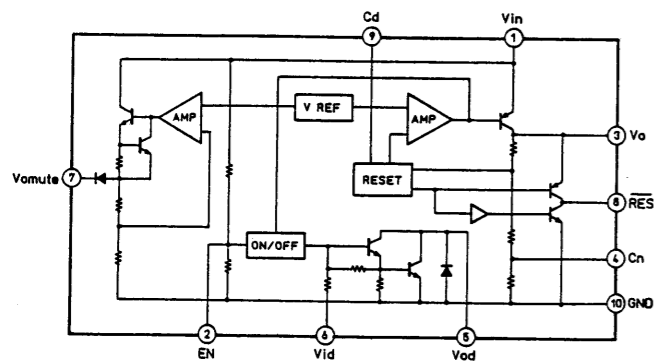 Cd
Vin
9
1
V REF
AMP
AMP
3 Vo
Vomute 7
RESET
8 RES
ON/OFF
4 Cn
10 GND
2
6
5
EN
Vid
Vod